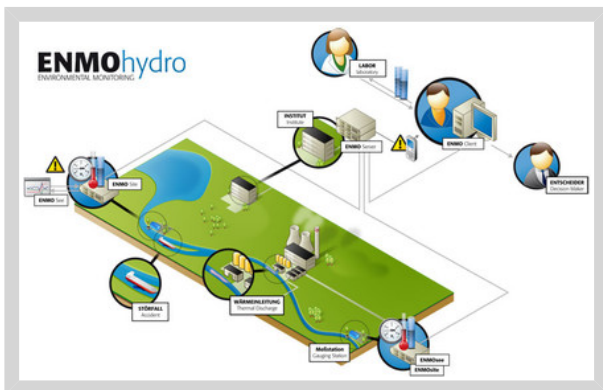 ENMOhydro
ENVIRONMENTAL MONITORING
LABOR
laboratory
INSTITUT
Institute
ENMO Server
ENMO Client
ENTSCHEIDER
Decision Maker
ENMO Site
ENMO See
STÖRFALL
Accident
WÄRMEEINLEITUNG
Thermal Discharge
Meßstation
Gauging Station
ENMOsee
ENMOsite